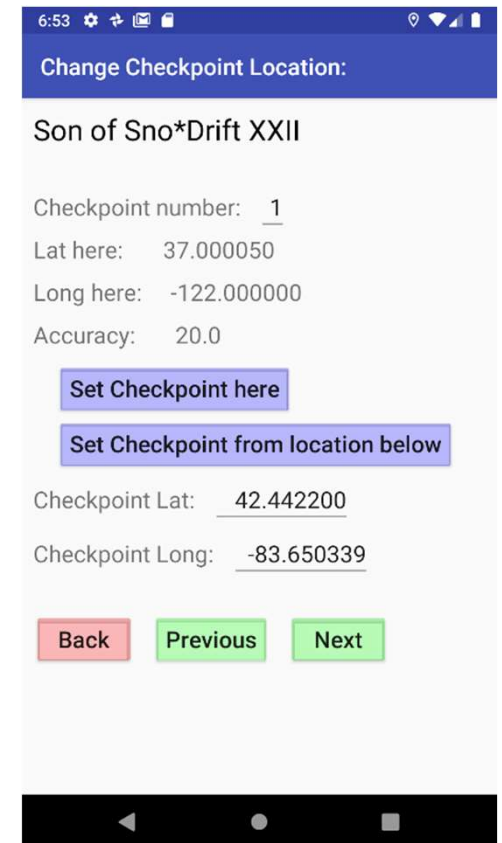 6:53
Change Checkpoint Location:
Son of Sno*Drift XXII
Checkpoint number: 1
Lat here: 37.000050
Long here: -122.000000
Accuracy: 20.0
Set Checkpoint here
Set Checkpoint from location below
Checkpoint Lat: 42.442200
Checkpoint Long: -83.650339
Back Previous Next